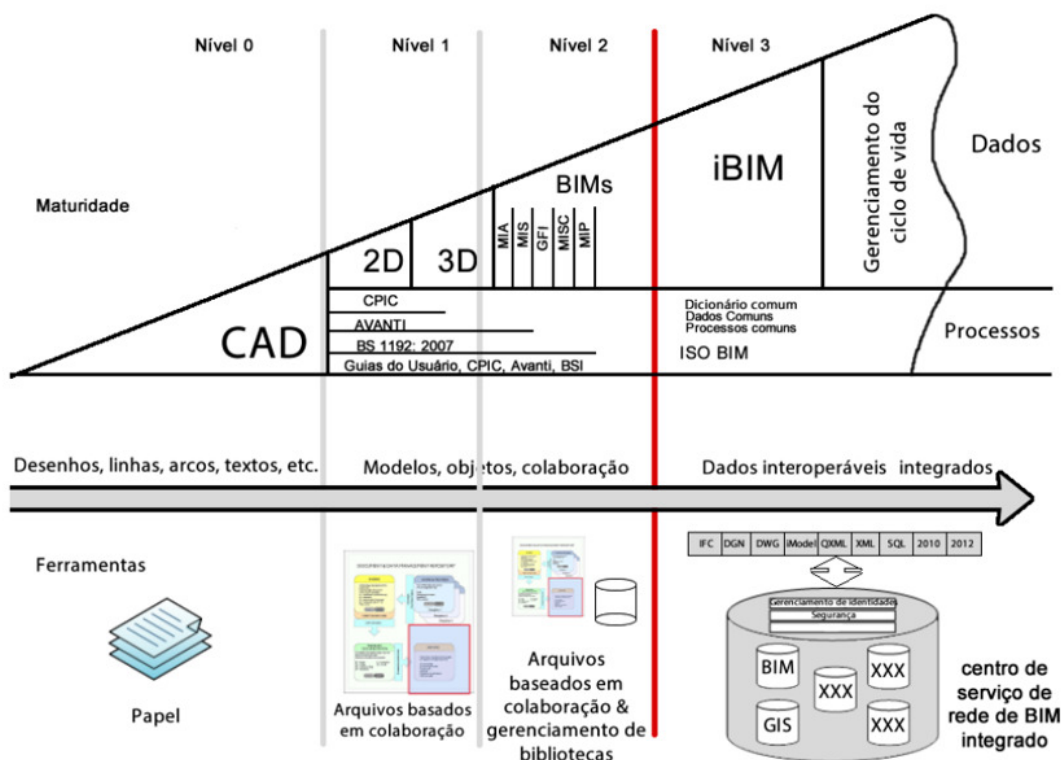 Nível 0
Nível 1
Nível 2
Nível 3
Maturidade
CAD
2D
3D
BIMs
MIA
MIS
GFI
MISC
MIP
iBIM
Gerenciamento do
ciclo de vida
Dados
CPIC
AVANTI
BS 1192: 2007
Guias do Usuário, CPIC, Avanti, BSI
Dicionário comum
Dados Comuns
Processos comuns
ISO BIM
Processos
Desenhos, linhas, arcos, textos, etc.
Modelos, objetos, colaboração
Dados interoperáveis integrados
Ferramentas
Papel
Arquivos basados
em colaboração
Arquivos
baseados em
colaboração &
gerenciamento de
bibliotecas
IFC DGN DWG iModel QXML XML SQL 2010 2012
Gerenciamento de identidades
Segurança
BIM
XXX
XXX
GIS
XXX
centro de
serviço de
rede de BIM
integrado